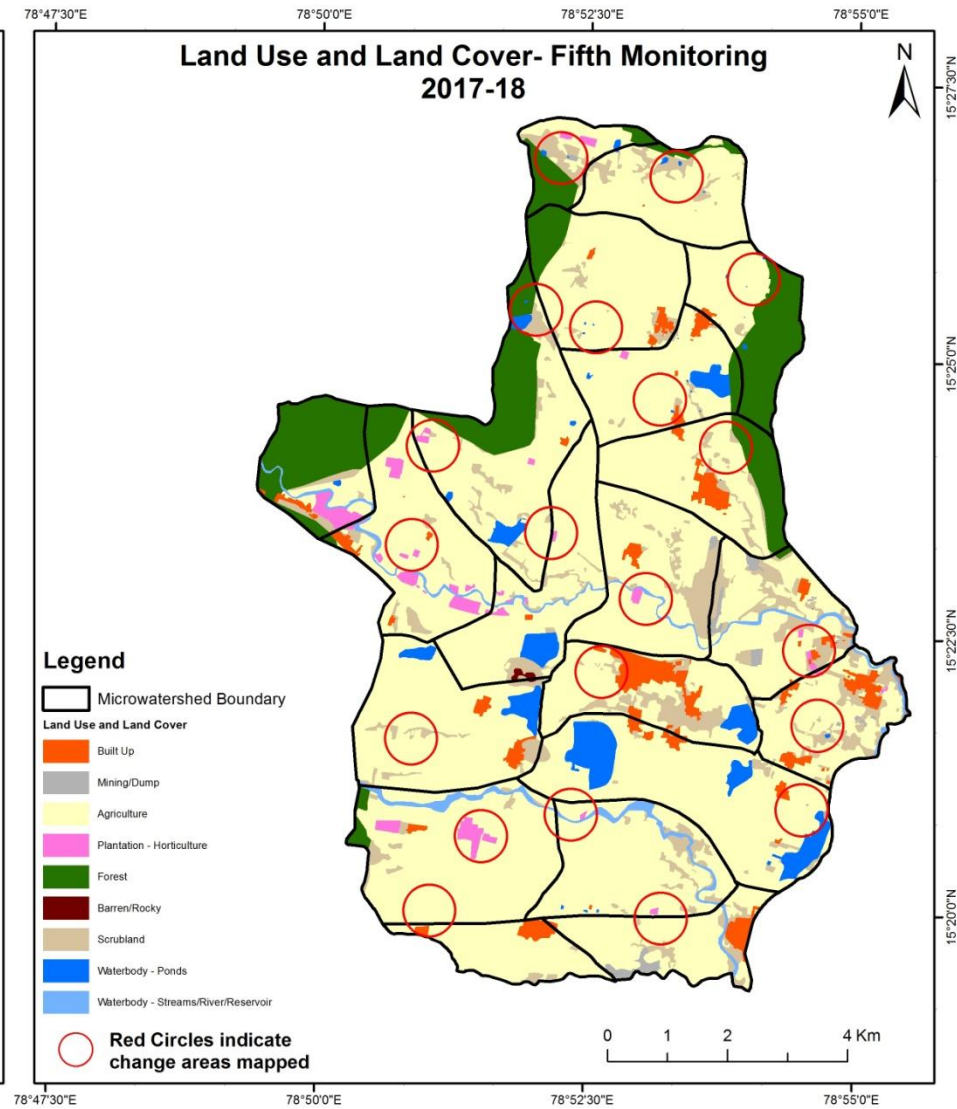 78°47'30"E 78°50'0"E 78°52'30"E 78°55'0"E
Land Use and Land Cover- Fifth Monitoring
2017-18
N
15°27'30"N
15°25'0"N
15°22'30"N
15°20'0"N
Legend
Microwatershed Boundary
Land Use and Land Cover
Built Up
Mining/Dump
Agriculture
Plantation - Horticulture
Forest
Barren/Rocky
Scrubland
Waterbody - Ponds
Waterbody - Streams/River/Reservoir
Red Circles indicate
change areas mapped
0 1 2 4 Km
78°47'30"E 78°50'0"E 78°52'30"E 78°55'0"E